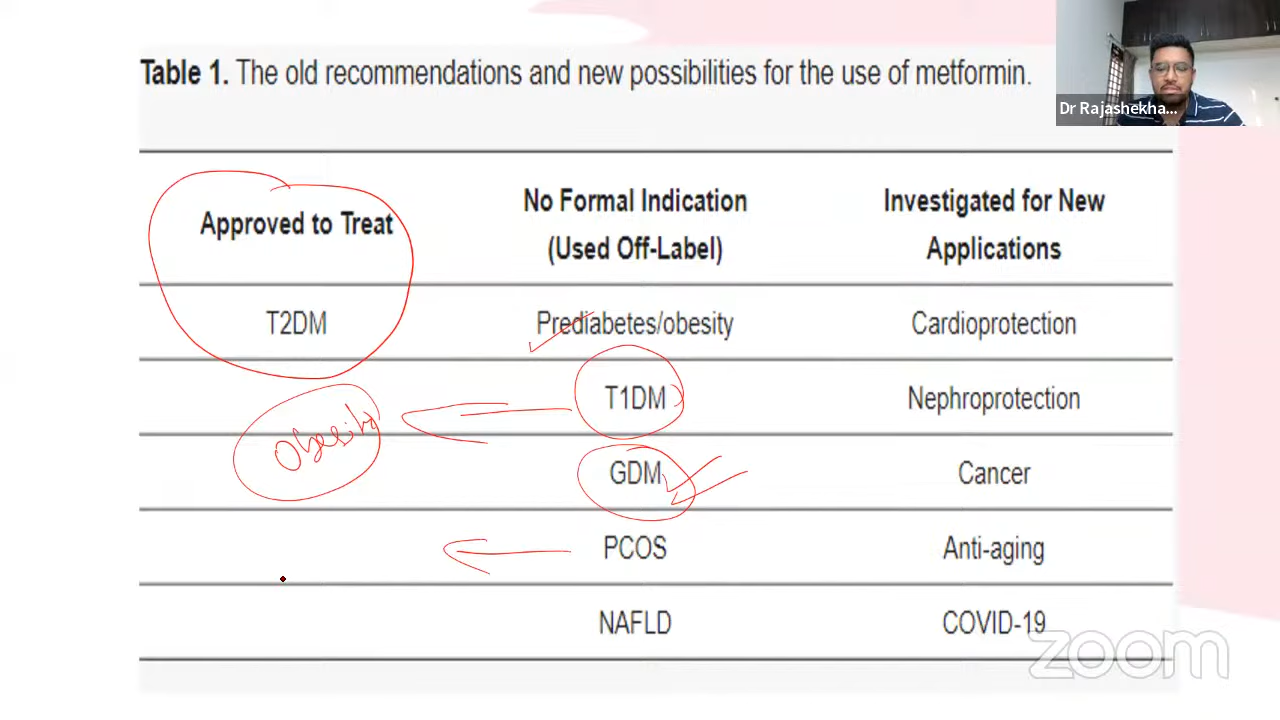 Table 1. The old recommendations and new possibilities for the use of metformin.
Dr Rajashekha...
Approved to Treat
No Formal Indication
(Used Off-Label)
Investigated for New
Applications
T2DM
Prediabetes/obesity
Cardioprotection
T1DM
Nephroprotection
Obesity
GDM
Cancer
PCOS
Anti-aging
NAFLD
COVID-19
zoom